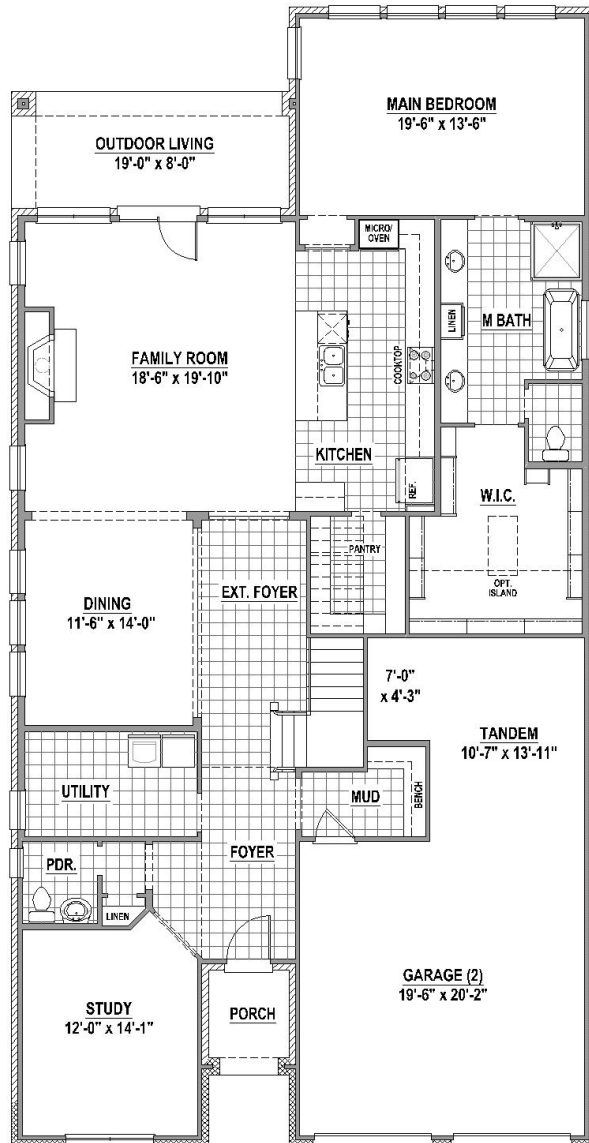 MAIN BEDROOM
19'-6" x 13'-6"
OUTDOOR LIVING
19'-0" x 8'-0"
MICRO/
OVEN
LINEN
M BATH
FAMILY ROOM
18'-6" x 19'-10"
COOKTOP
KITCHEN
REF.
W.I.C.
PANTRY
OPT.
ISLAND
EXT. FOYER
DINING
11'-6" x 14'-0"
7'-0"
x 4'-3"
TANDEM
10'-7" x 13'-11"
UTILITY
MUD
BENCH
FOYER
PDR.
LINEN
GARAGE (2)
19'-6" x 20'-2"
STUDY
12'-0" x 14'-1"
PORCH